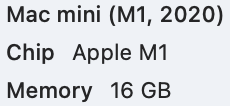 Mac mini (M1, 2020)
Chip Apple M1
Memory 16 GB